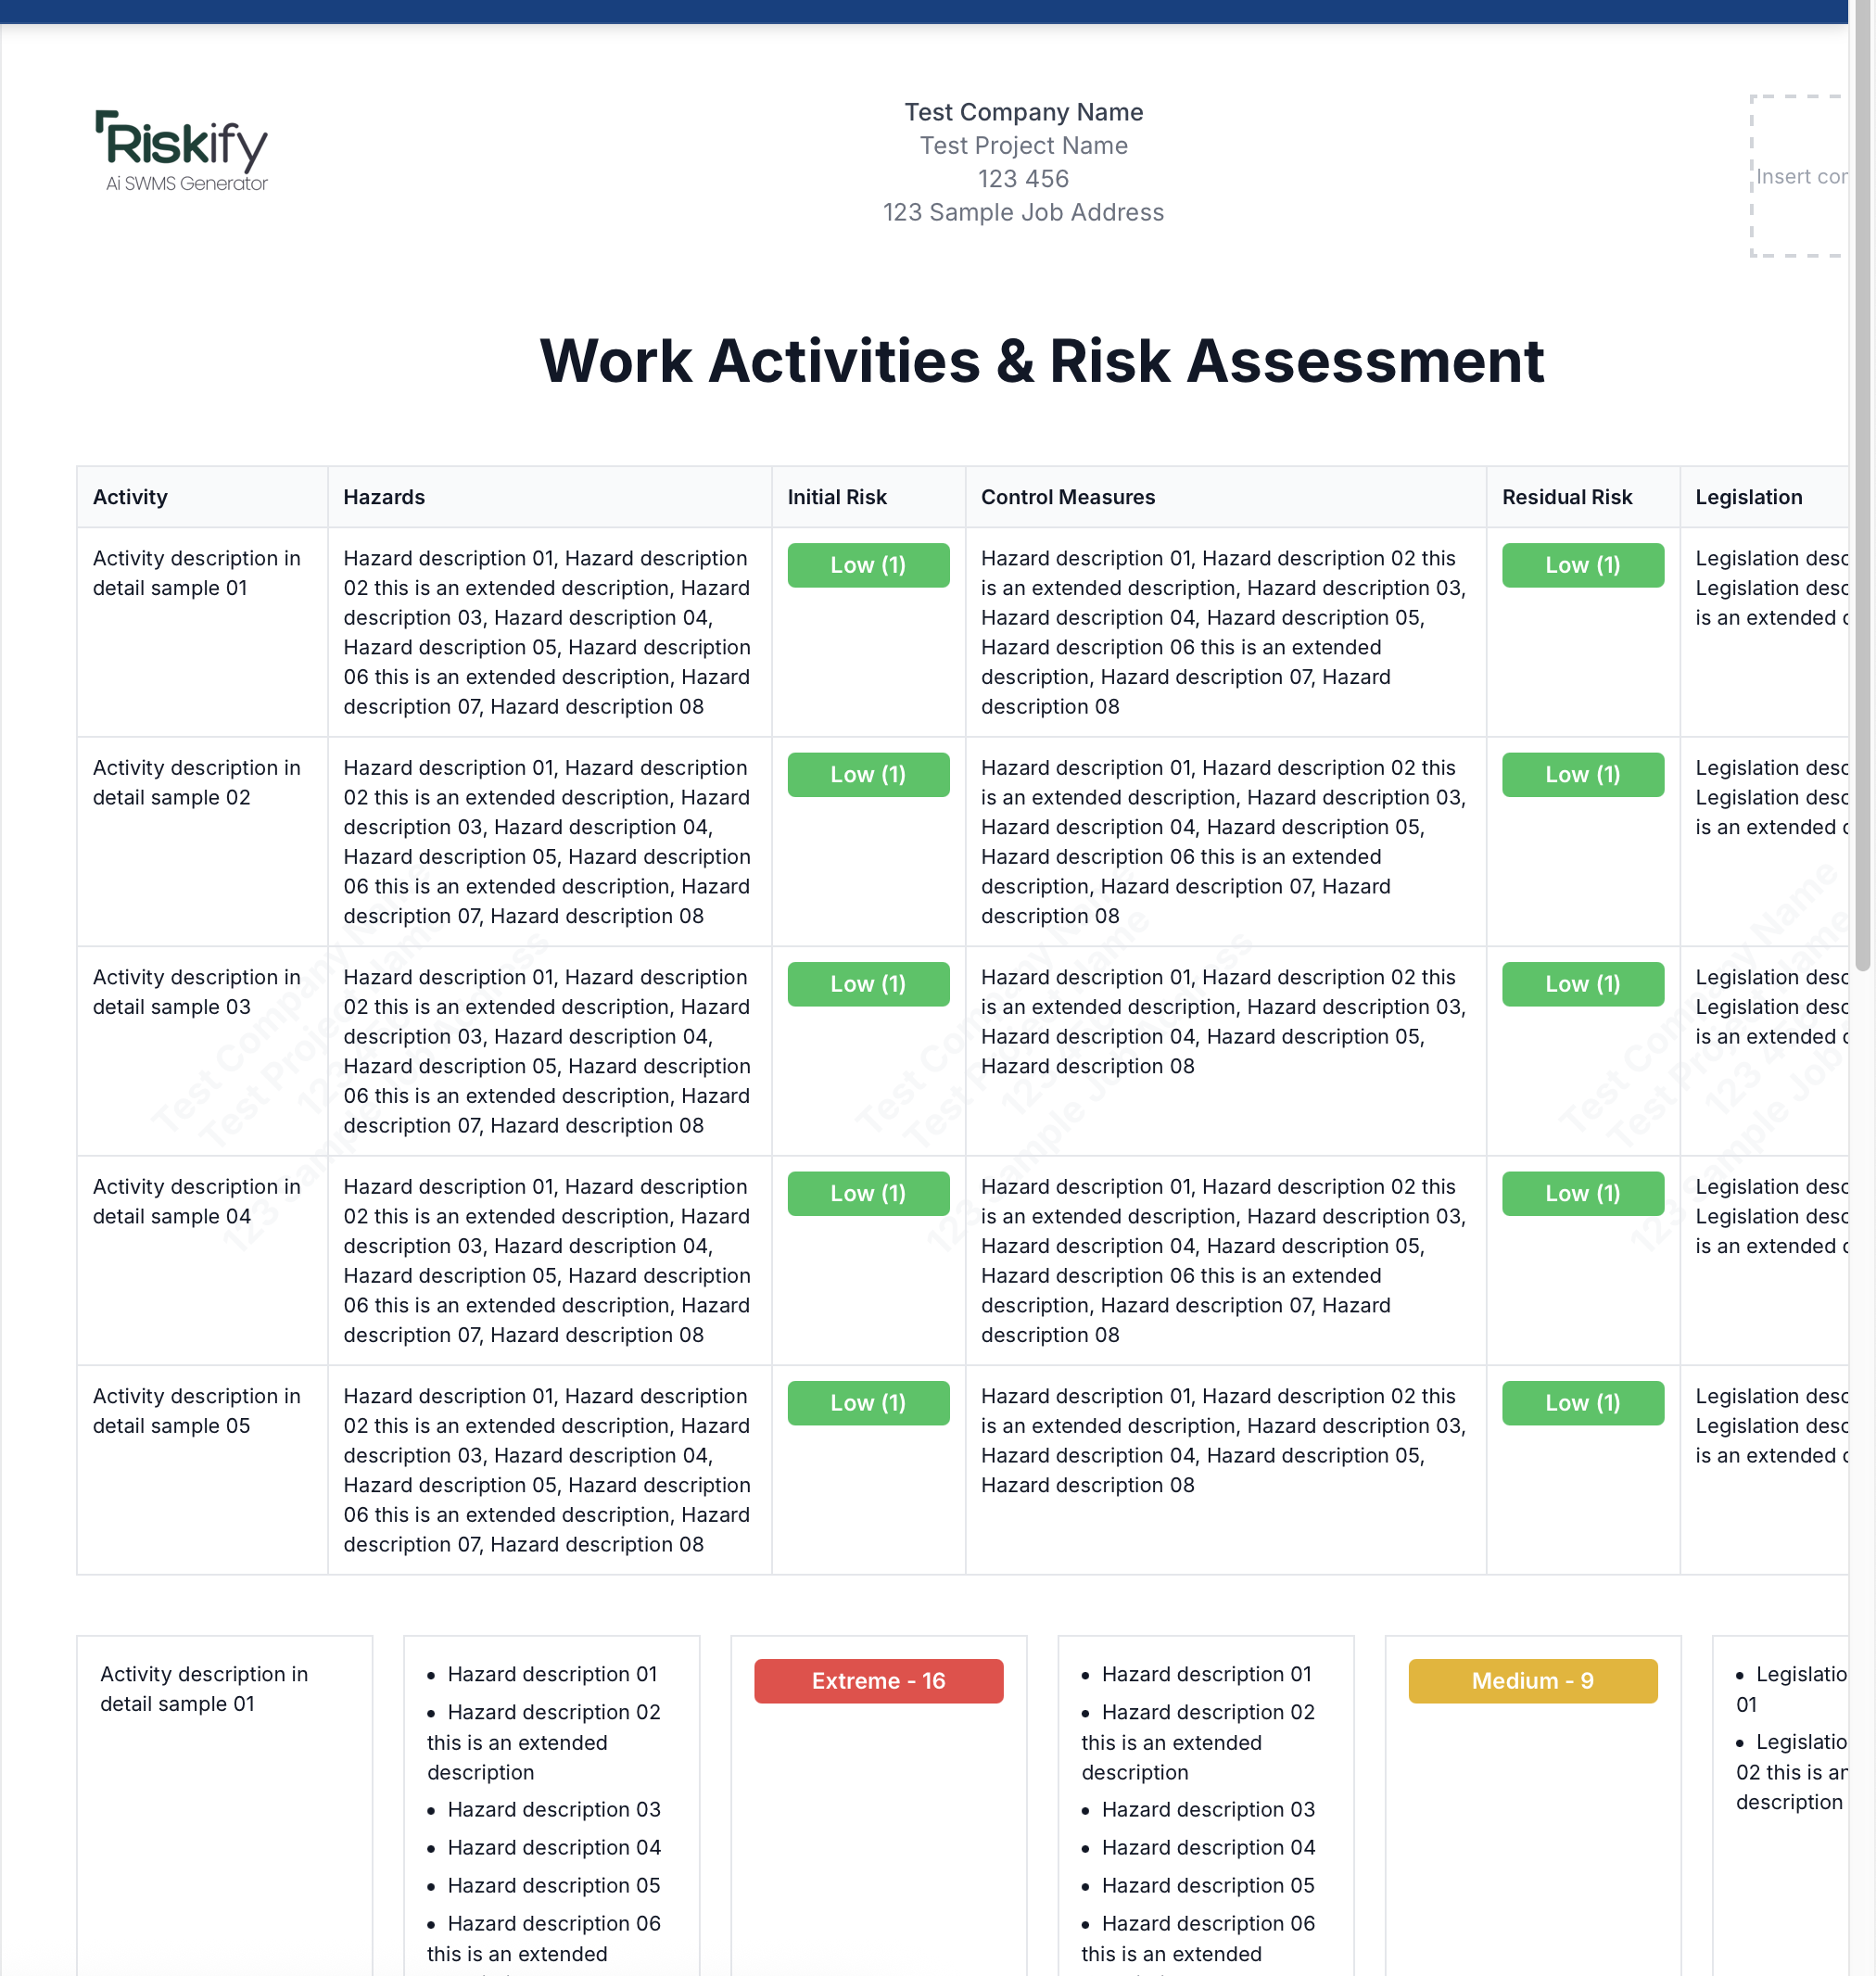 Riskify
Ai SWMS Generator
Test Company Name
Test Project Name
123 456
123 Sample Job Address
Insert
Work Activities & Risk Assessment
Activity
Hazards
Initial Risk
Control Measures
Residual Risk
Legislation
Activity description in
detail sample 01
Hazard description 01, Hazard description
02 this is an extended description, Hazard
description 03, Hazard description 04,
Hazard description 05, Hazard description
06 this is an extended description, Hazard
description 07, Hazard description 08
Low (1)
Hazard description 01, Hazard description 02 this
is an extended description, Hazard description 03,
Hazard description 04, Hazard description 05,
Hazard description 06 this is an extended
description, Hazard description 07, Hazard
description 08
Low (1)
Legislation
Legislation
is an extended
Activity description in
detail sample 02
Hazard description 01, Hazard description
02 this is an extended description, Hazard
description 03, Hazard description 04,
Hazard description 05, Hazard description
06 this is an extended description, Hazard
description 07, Hazard description 08
Low (1)
Hazard description 01, Hazard description 02 this
is an extended description, Hazard description 03,
Hazard description 04, Hazard description 05,
Hazard description 06 this is an extended
description, Hazard description 07, Hazard
description 08
Low (1)
Legislation
Legislation
is an extended
Activity description in
detail sample 03
Hazard description 01, Hazard description
02 this is an extended description, Hazard
description 03, Hazard description 04,
Hazard description 05, Hazard description
06 this is an extended description, Hazard
description 07, Hazard description 08
Low (1)
Hazard description 01, Hazard description 02 this
is an extended description, Hazard description 03,
Hazard description 04, Hazard description 05,
Hazard description 08
Low (1)
Legislation
Legislation
is an extended
Activity description in
detail sample 04
Hazard description 01, Hazard description
02 this is an extended description, Hazard
description 03, Hazard description 04,
Hazard description 05, Hazard description
06 this is an extended description, Hazard
description 07, Hazard description 08
Low (1)
Hazard description 01, Hazard description 02 this
is an extended description, Hazard description 03,
Hazard description 04, Hazard description 05,
Hazard description 06 this is an extended
description, Hazard description 07, Hazard
description 08
Low (1)
Legislation
Legislation
is an extended
Activity description in
detail sample 05
Hazard description 01, Hazard description
02 this is an extended description, Hazard
description 03, Hazard description 04,
Hazard description 05, Hazard description
06 this is an extended description, Hazard
description 07, Hazard description 08
Low (1)
Hazard description 01, Hazard description 02 this
is an extended description, Hazard description 03,
Hazard description 04, Hazard description 05,
Hazard description 08
Low (1)
Legislation
Legislation
is an extended
Activity description in
detail sample 01
• Hazard description 01
• Hazard description 02
this is an extended
description
• Hazard description 03
• Hazard description 04
• Hazard description 05
• Hazard description 06
this is an extended
Extreme - 16
• Hazard description 01
• Hazard description 02
this is an extended
description
• Hazard description 03
• Hazard description 04
• Hazard description 05
• Hazard description 06
this is an extended
Medium - 9
01
02 this is
description